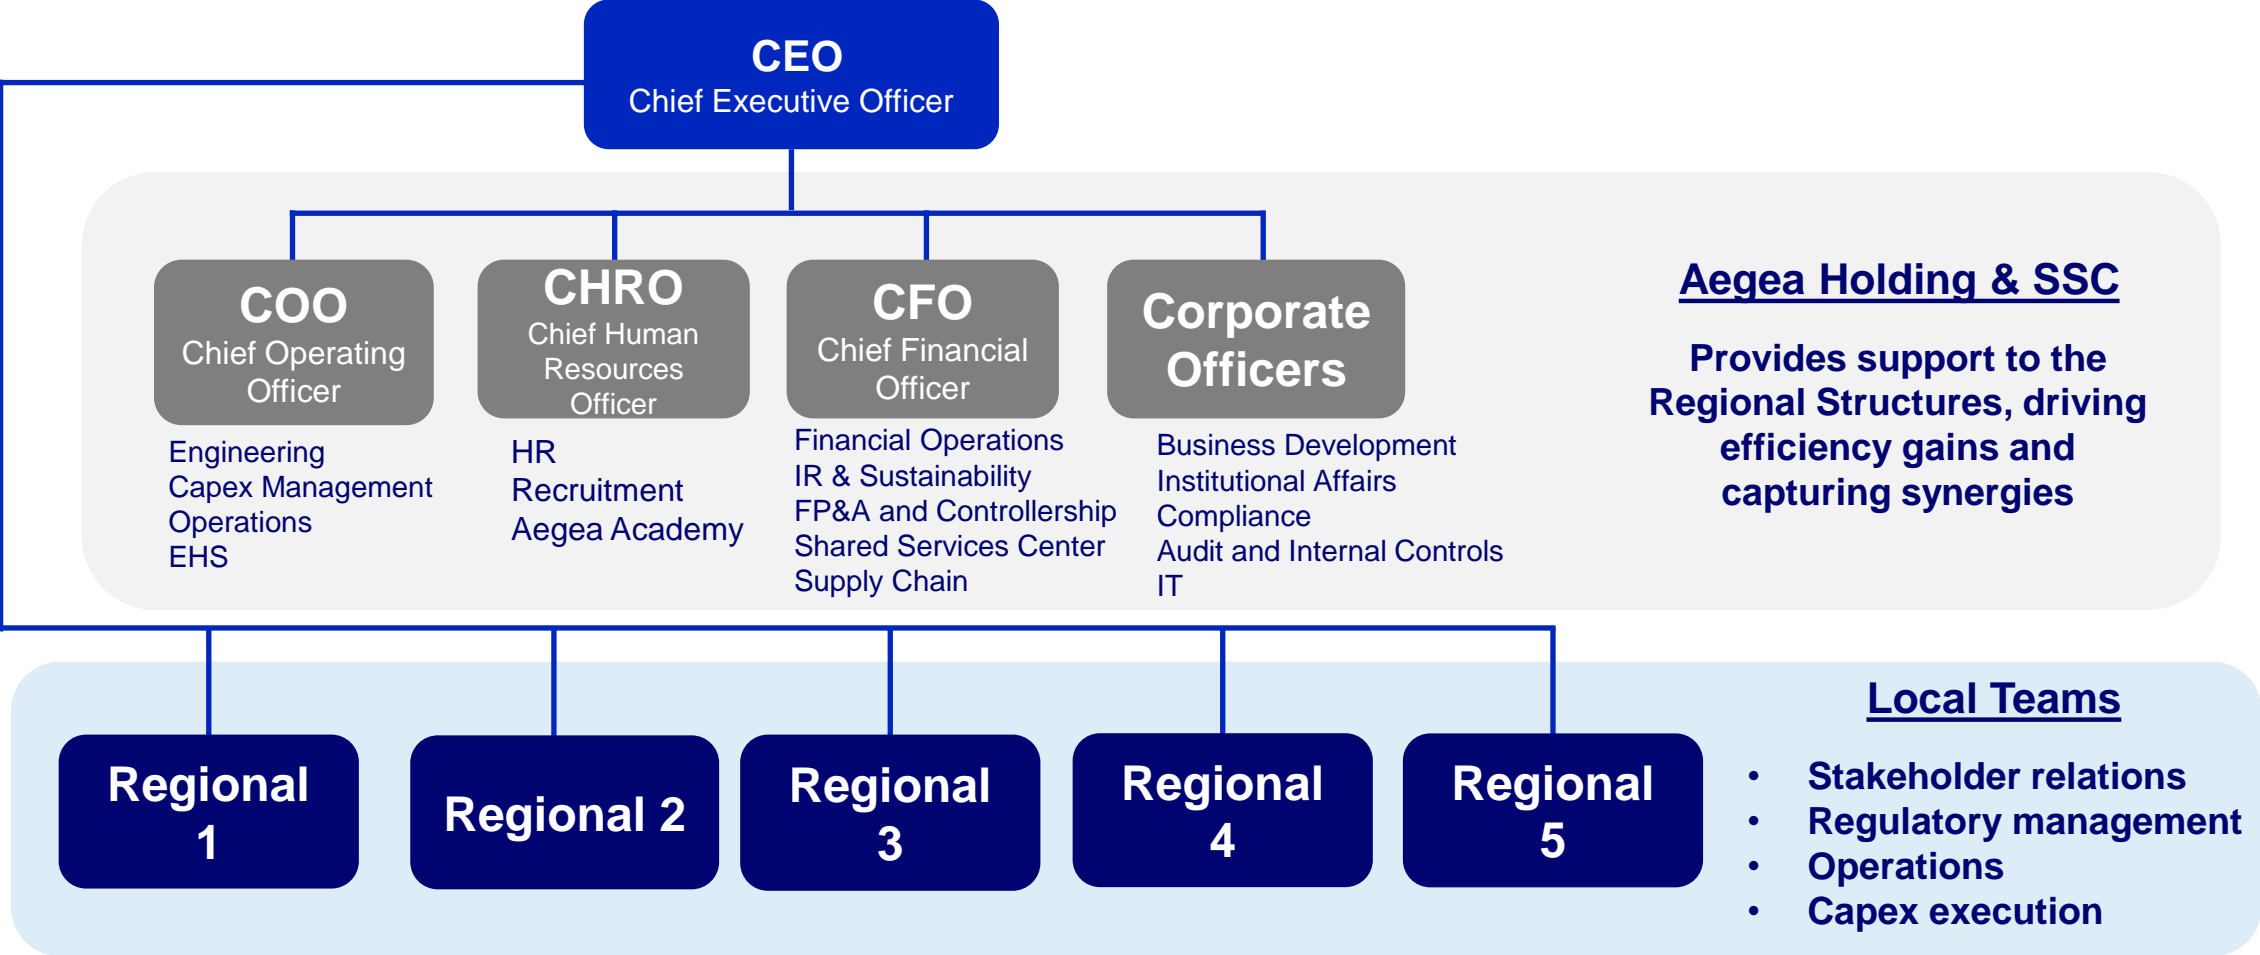 CEO
Chief Executive Officer
COO
Chief Operating
Officer
Engineering
Capex Management
Operations
EHS
CHRO
Chief Human
Resources
Officer
HR
Recruitment
Aegea Academy
CFO
Chief Financial
Officer
Financial Operations
IR & Sustainability
FP&A and Controllership
Shared Services Center
Supply Chain
Corporate
Officers
Business Development
Institutional Affairs
Compliance
Audit and Internal Controls
IT
Aegea Holding & SSC
Provides support to the
Regional Structures, driving
efficiency gains and
capturing synergies
Regional
1
Regional 2
Regional
3
Regional
4
Regional
5
Local Teams
• Stakeholder relations
• Regulatory management
• Operations
• Capex execution